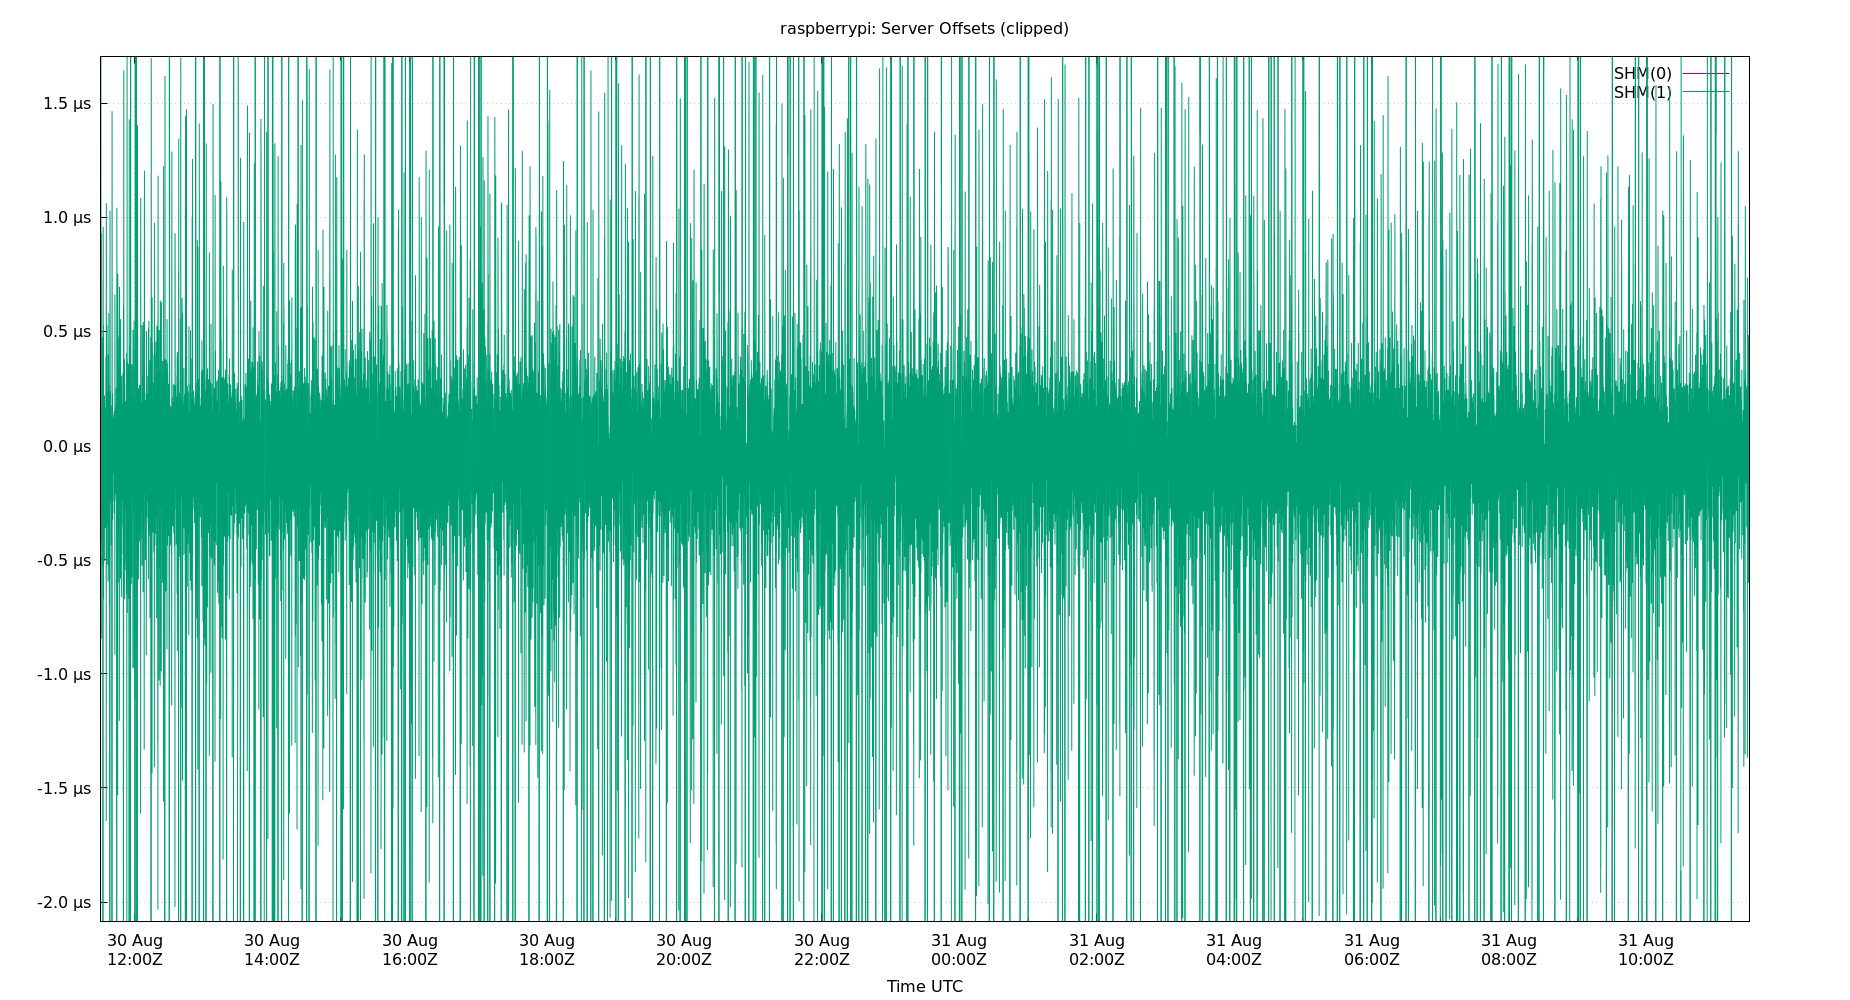 raspberrypi: Server Offsets (clipped)
SHM(0)
SHM(1)
1.5 µs
1.0 µs
0.5 µs
0.0 µs
-0.5 µs
-1.0 µs
-1.5 µs
-2.0 µs
30 Aug 30 Aug 30 Aug 30 Aug 30 Aug 30 Aug 31 Aug 31 Aug 31 Aug 31 Aug 31 Aug 31 Aug
12:00Z 14:00Z 16:00Z 18:00Z 20:00Z 22:00Z 00:00Z 02:00Z 04:00Z 06:00Z 08:00Z 10:00Z
Time UTC